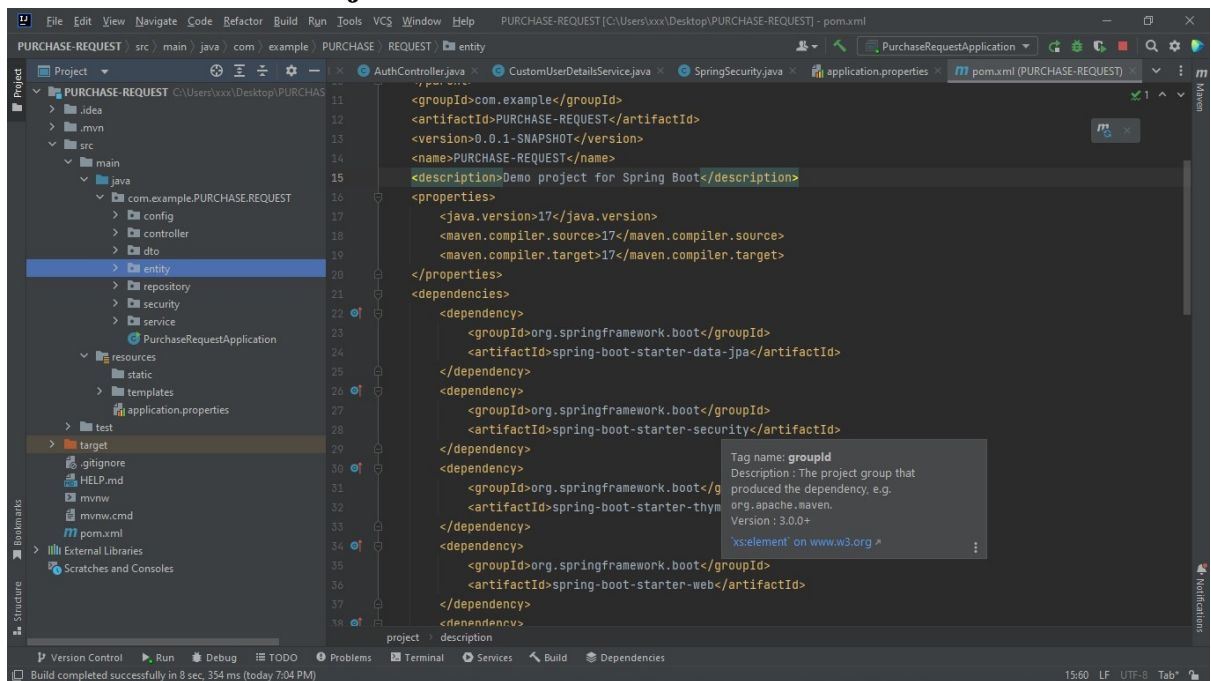 File Edit View Navigate Code Refactor Build Run Tools VCS Window Help PURCHASE-REQUEST [C:\Users\xxx\Desktop\PURCHASE-REQUEST] - pom.xml
PURCHASE-REQUEST src main java com example PURCHASE REQUEST entity PurchaseRequestApplication
Project
AuthController.java CustomUserDetailsService.java SpringSecurity.java application.properties pom.xml (PURCHASE-REQUEST)
Project
Maven
Bookmarks
Structure
Notifications
PURCHASE-REQUEST C:\Users\xxx\Desktop\PURCHAS
.idea
.mvn
src
main
java
com.example.PURCHASE.REQUEST
config
controller
dto
entity
repository
security
service
PurchaseRequestApplication
resources
static
templates
application.properties
test
target
.gitignore
HELP.md
mvnw
mvnw.cmd
pom.xml
External Libraries
Scratches and Consoles
1
11 <groupId>com.example</groupId>
12 <artifactId>PURCHASE-REQUEST</artifactId>
13 <version>0.0.1-SNAPSHOT</version>
14 <name>PURCHASE-REQUEST</name>
15 <description>Demo project for Spring Boot</description>
16 <properties>
17 <java.version>17</java.version>
18 <maven.compiler.source>17</maven.compiler.source>
19 <maven.compiler.target>17</maven.compiler.target>
20 </properties>
21 <dependencies>
22 <dependency>
23 <groupId>org.springframework.boot</groupId>
24 <artifactId>spring-boot-starter-data-jpa</artifactId>
25 </dependency>
26 <dependency>
27 <groupId>org.springframework.boot</groupId>
28 <artifactId>spring-boot-starter-security</artifactId>
29 </dependency>
30 <dependency>
31 <groupId>org.springframework.boot</g
32 <artifactId>spring-boot-starter-thym
33 </dependency>
34 <dependency>
35 <groupId>org.springframework.boot</groupId>
36 <artifactId>spring-boot-starter-web</artifactId>
37 </dependency>
38 <dependency>
Tag name: groupId
Description : The project group that
produced the dependency, e.g.
org.apache.maven.
Version : 3.0.0+
`xs:element` on www.w3.org
project description
Version Control Run Debug TODO Problems Terminal Services Build Dependencies
Build completed successfully in 8 sec, 354 ms (today 7:04 PM) 15:60 LF UTF-8 Tab*